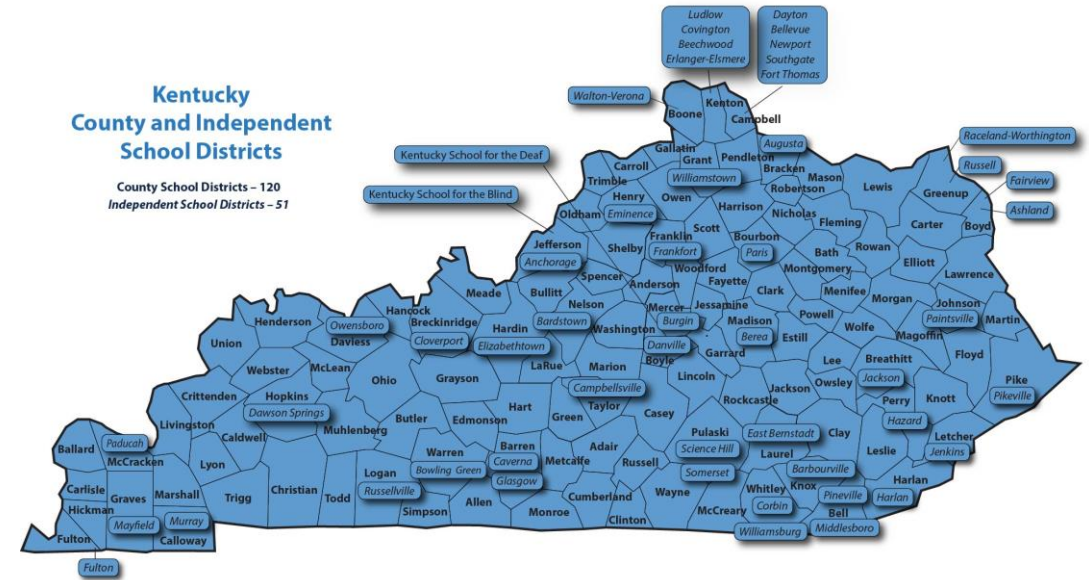 Ludlow
Covington
Beechwood
Erlanger-Elsmere
Dayton
Bellevue
Newport
Southgate
Fort Thomas
Kentucky
County and Independent
School Districts
County School Districts – 120
Independent School Districts – 51
Walton-Verona
Kenton
Boone
Campbell
Raceland-Worthington
Augusta
Gallatin
Kentucky School for the Deaf
Carroll
Grant
Pendleton
Bracken
Russell
Mason
Williamstown
Trimble
Lewis
Fairview
Kentucky School for the Blind
Henry
Owen
Robertson
Greenup
Harrison
Oldham
Eminence
Nicholas
Ashland
Fleming
Carter
Boyd
Scott
Franklin
Bourbon
Jefferson
Shelby
Frankfort
Paris
Bath
Rowan
Anchorage
Elliott
Woodford
Montgomery
Lawrence
Spencer
Anderson
Fayette
Clark
Menifee
Meade
Bullitt
Morgan
Nelson
Mercer
Jessamine
Johnson
Hancock
Powell
Paintsville
Martin
Henderson
Owensboro
Breckinridge
Hardin
Bardstown
Washington
Burgin
Madison
Wolfe
Magoffin
Daviess
Cloverport
Elizabethtown
Danville
Berea
Estill
Union
Boyle
Garrard
Lee
Breathitt
Floyd
Webster
McLean
LaRue
Marion
Ohio
Grayson
Lincoln
Jackson
Owsley
Jackson
Pike
Crittenden
Hopkins
Campbellsville
Rockcastle
Perry
Knott
Pikeville
Dawson Springs
Hart
Taylor
Livingston
Butler
Edmonson
Green
Casey
Hazard
Muhlenberg
Pulaski
East Bernstadt
Clay
Caldwell
Letcher
Paducah
Warren
Barren
Adair
Science Hill
Laurel
Leslie
Jenkins
Ballard
McCracken
Lyon
Logan
Bowling Green
Caverna
Metcalfe
Russell
Barbourville
Somerset
Harlan
Carlisle
Graves
Marshall
Trigg
Christian
Todd
Russellville
Glasgow
Wayne
Whitley
Knox
Pineville
Harlan
Hickman
Allen
Cumberland
Corbin
Mayfield
Murray
Simpson
Monroe
McCreary
Bell
Clinton
Fulton
Calloway
Williamsburg
Middlesboro
Fulton